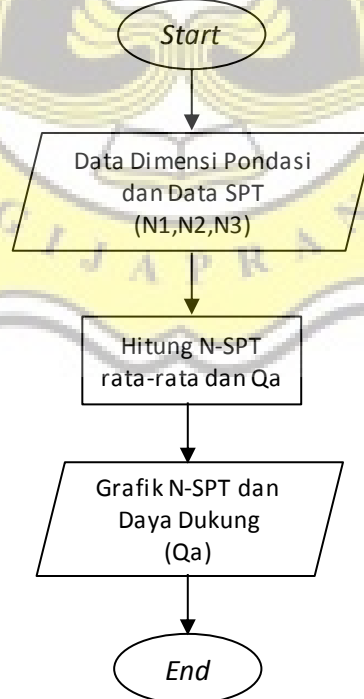 Start
Data Dimensi Pondasi
dan Data SPT
(N1,N2,N3)
GIJAPRAN
Hitung N-SPT
rata-rata dan Qa
Grafik N-SPT dan
Daya Dukung
(Qa)
End